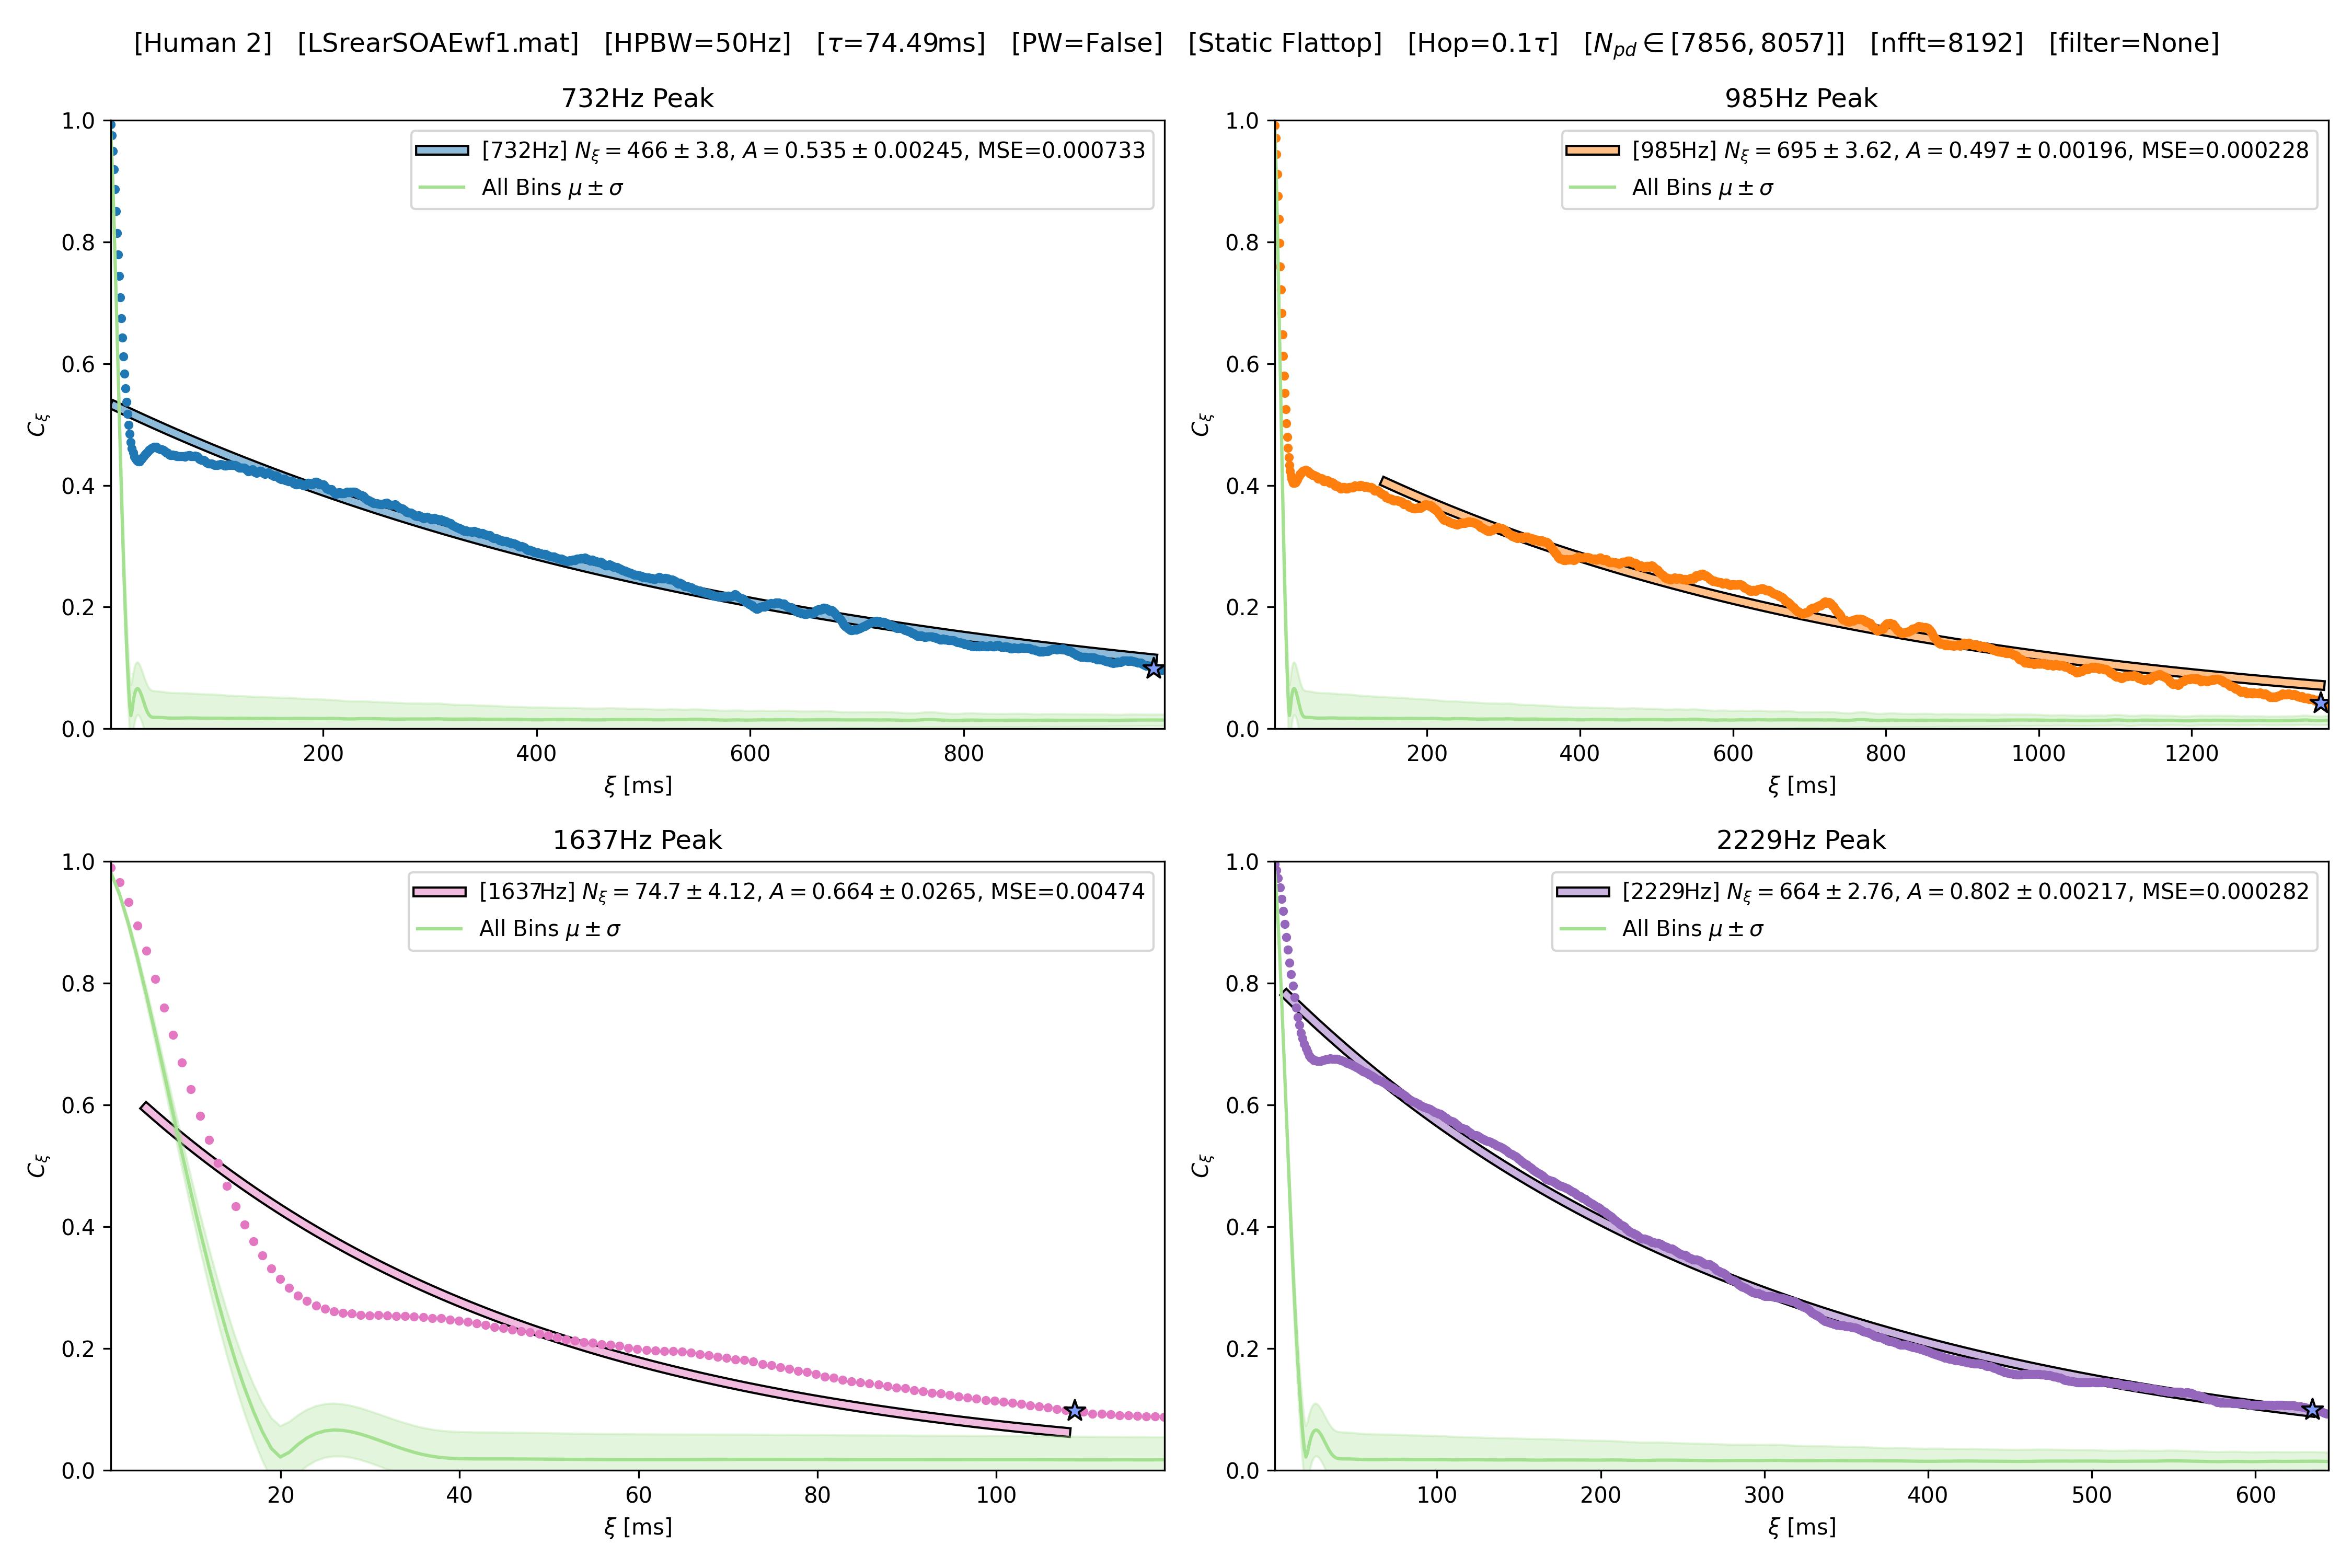 [Human 2] [LSrearSOAEwf1.mat] [HPBW=50Hz] [τ=74.49ms] [PW=False] [Static Flattop] [Hop=0.1τ] [N_pd ∈ [7856, 8057]] [nfft=8192] [filter=None]
732Hz Peak
[732Hz] N_ξ = 466 ± 3.8, A = 0.535 ± 0.00245, MSE=0.000733
All Bins μ ± σ
1.0
0.8
0.6
0.4
0.2
0.0
C_ξ
200 400 600 800
ξ [ms]
985Hz Peak
[985Hz] N_ξ = 695 ± 3.62, A = 0.497 ± 0.00196, MSE=0.000228
All Bins μ ± σ
1.0
0.8
0.6
0.4
0.2
0.0
C_ξ
200 400 600 800 1000 1200
ξ [ms]
1637Hz Peak
[1637Hz] N_ξ = 74.7 ± 4.12, A = 0.664 ± 0.0265, MSE=0.00474
All Bins μ ± σ
1.0
0.8
0.6
0.4
0.2
0.0
C_ξ
20 40 60 80 100
ξ [ms]
2229Hz Peak
[2229Hz] N_ξ = 664 ± 2.76, A = 0.802 ± 0.00217, MSE=0.000282
All Bins μ ± σ
1.0
0.8
0.6
0.4
0.2
0.0
C_ξ
100 200 300 400 500 600
ξ [ms]